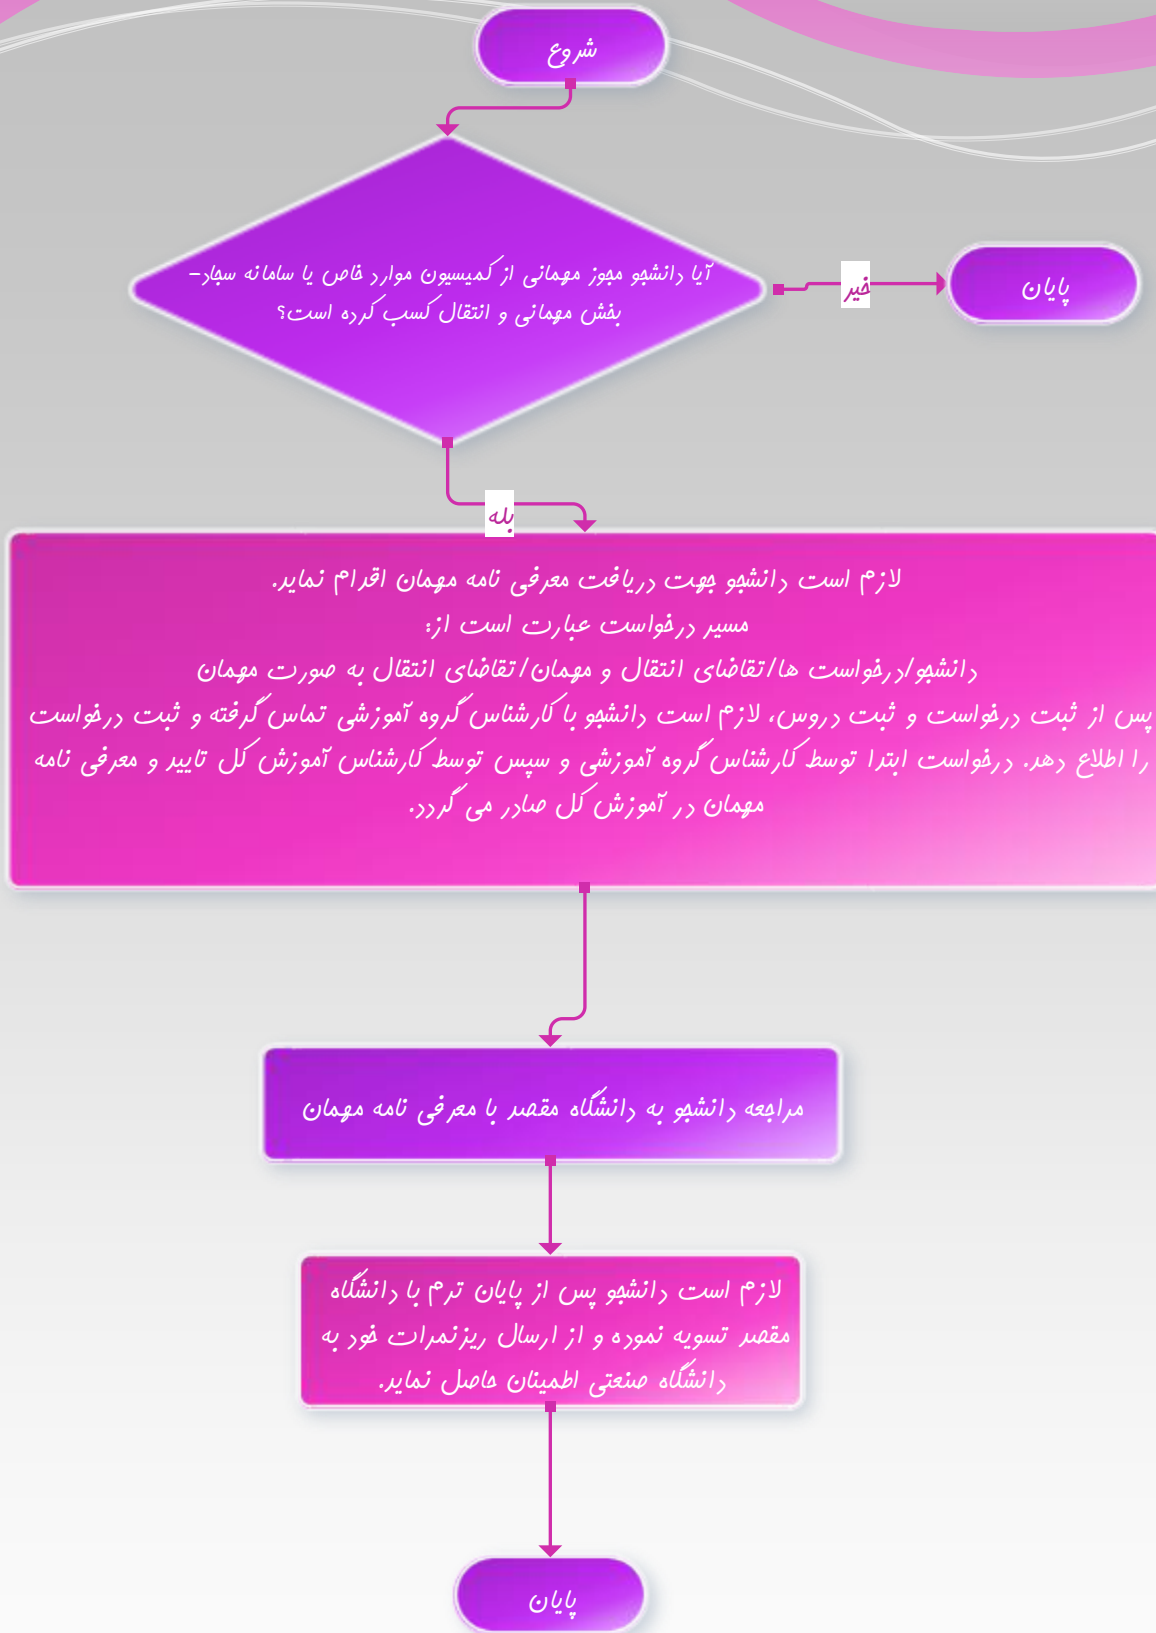 شروع
آیا دانشجو مجوز مهمانی از کمیسیون موارد خاص یا سامانه سجاد-
بخش مهمانی و انتقال کسب کرده است؟
خیر
پایان
بله
لازم است دانشجو جهت دریافت معرفی نامه مهمان اقدام نماید.
مسیر درخواست عبارت است از:
دانشجو/درخواست ها/تقاضای انتقال و مهمان/تقاضای انتقال به صورت مهمان
پس از ثبت درخواست و ثبت دروس، لازم است دانشجو با کارشناس گروه آموزشی تماس گرفته و ثبت درخواست
را اطلاع دهد. درخواست ابتدا توسط کارشناس گروه آموزشی و سپس توسط کارشناس آموزش کل تایید و معرفی نامه
مهمان در آموزش کل صادر می گردد.
مراجعه دانشجو به دانشگاه مقصد با معرفی نامه مهمان
لازم است دانشجو پس از پایان ترم با دانشگاه
مقصد تسویه نموده و از ارسال ریزنمرات خود به
دانشگاه صنعتی اطمینان حاصل نماید.
پایان